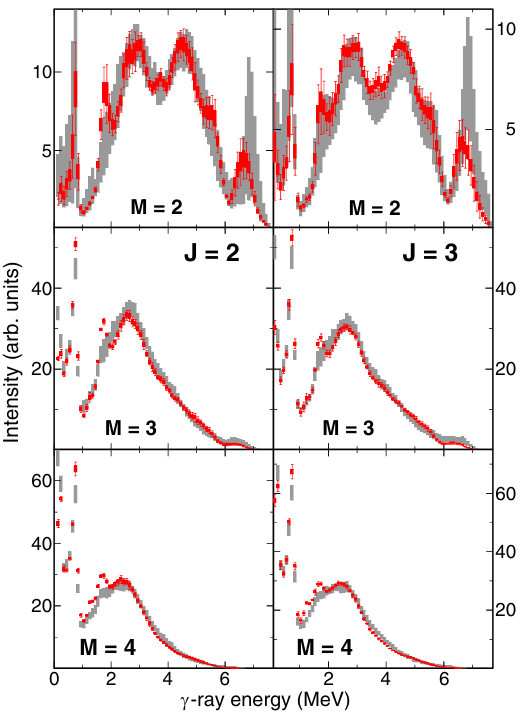 10
5
M = 2
10
5
M = 2
Intensity (arb. units)
40
20
J = 2
M = 3
J = 3
40
20
M = 3
60
40
20
M = 4
60
40
20
M = 4
0 2 4 6 2 4 6
γ-ray energy (MeV)